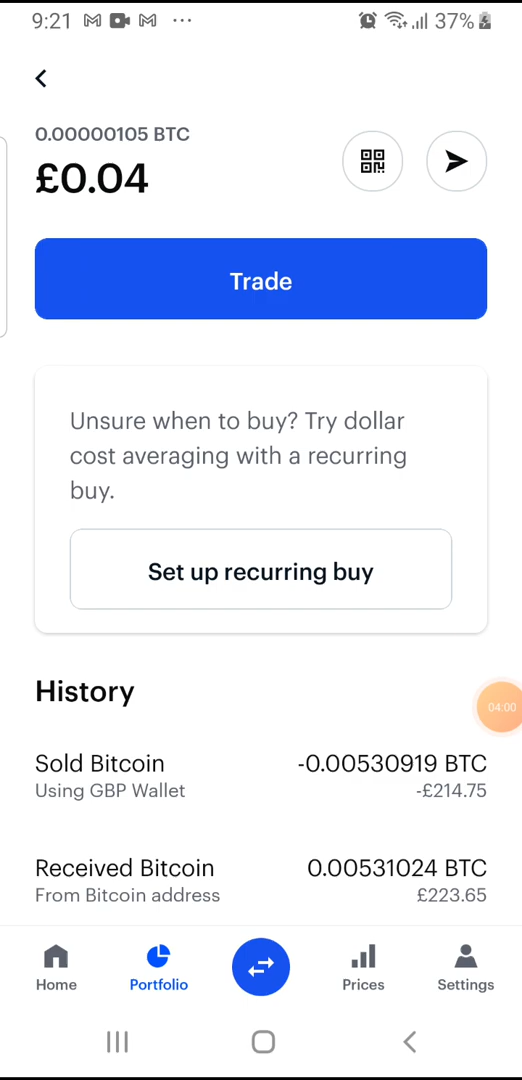 9:21 37%
0.00000105 BTC
£0.04
Trade
Unsure when to buy? Try dollar
cost averaging with a recurring
buy.
Set up recurring buy
History
04:00
Sold Bitcoin -0.00530919 BTC
Using GBP Wallet -£214.75
Received Bitcoin 0.00531024 BTC
From Bitcoin address £223.65
Home Portfolio Prices Settings